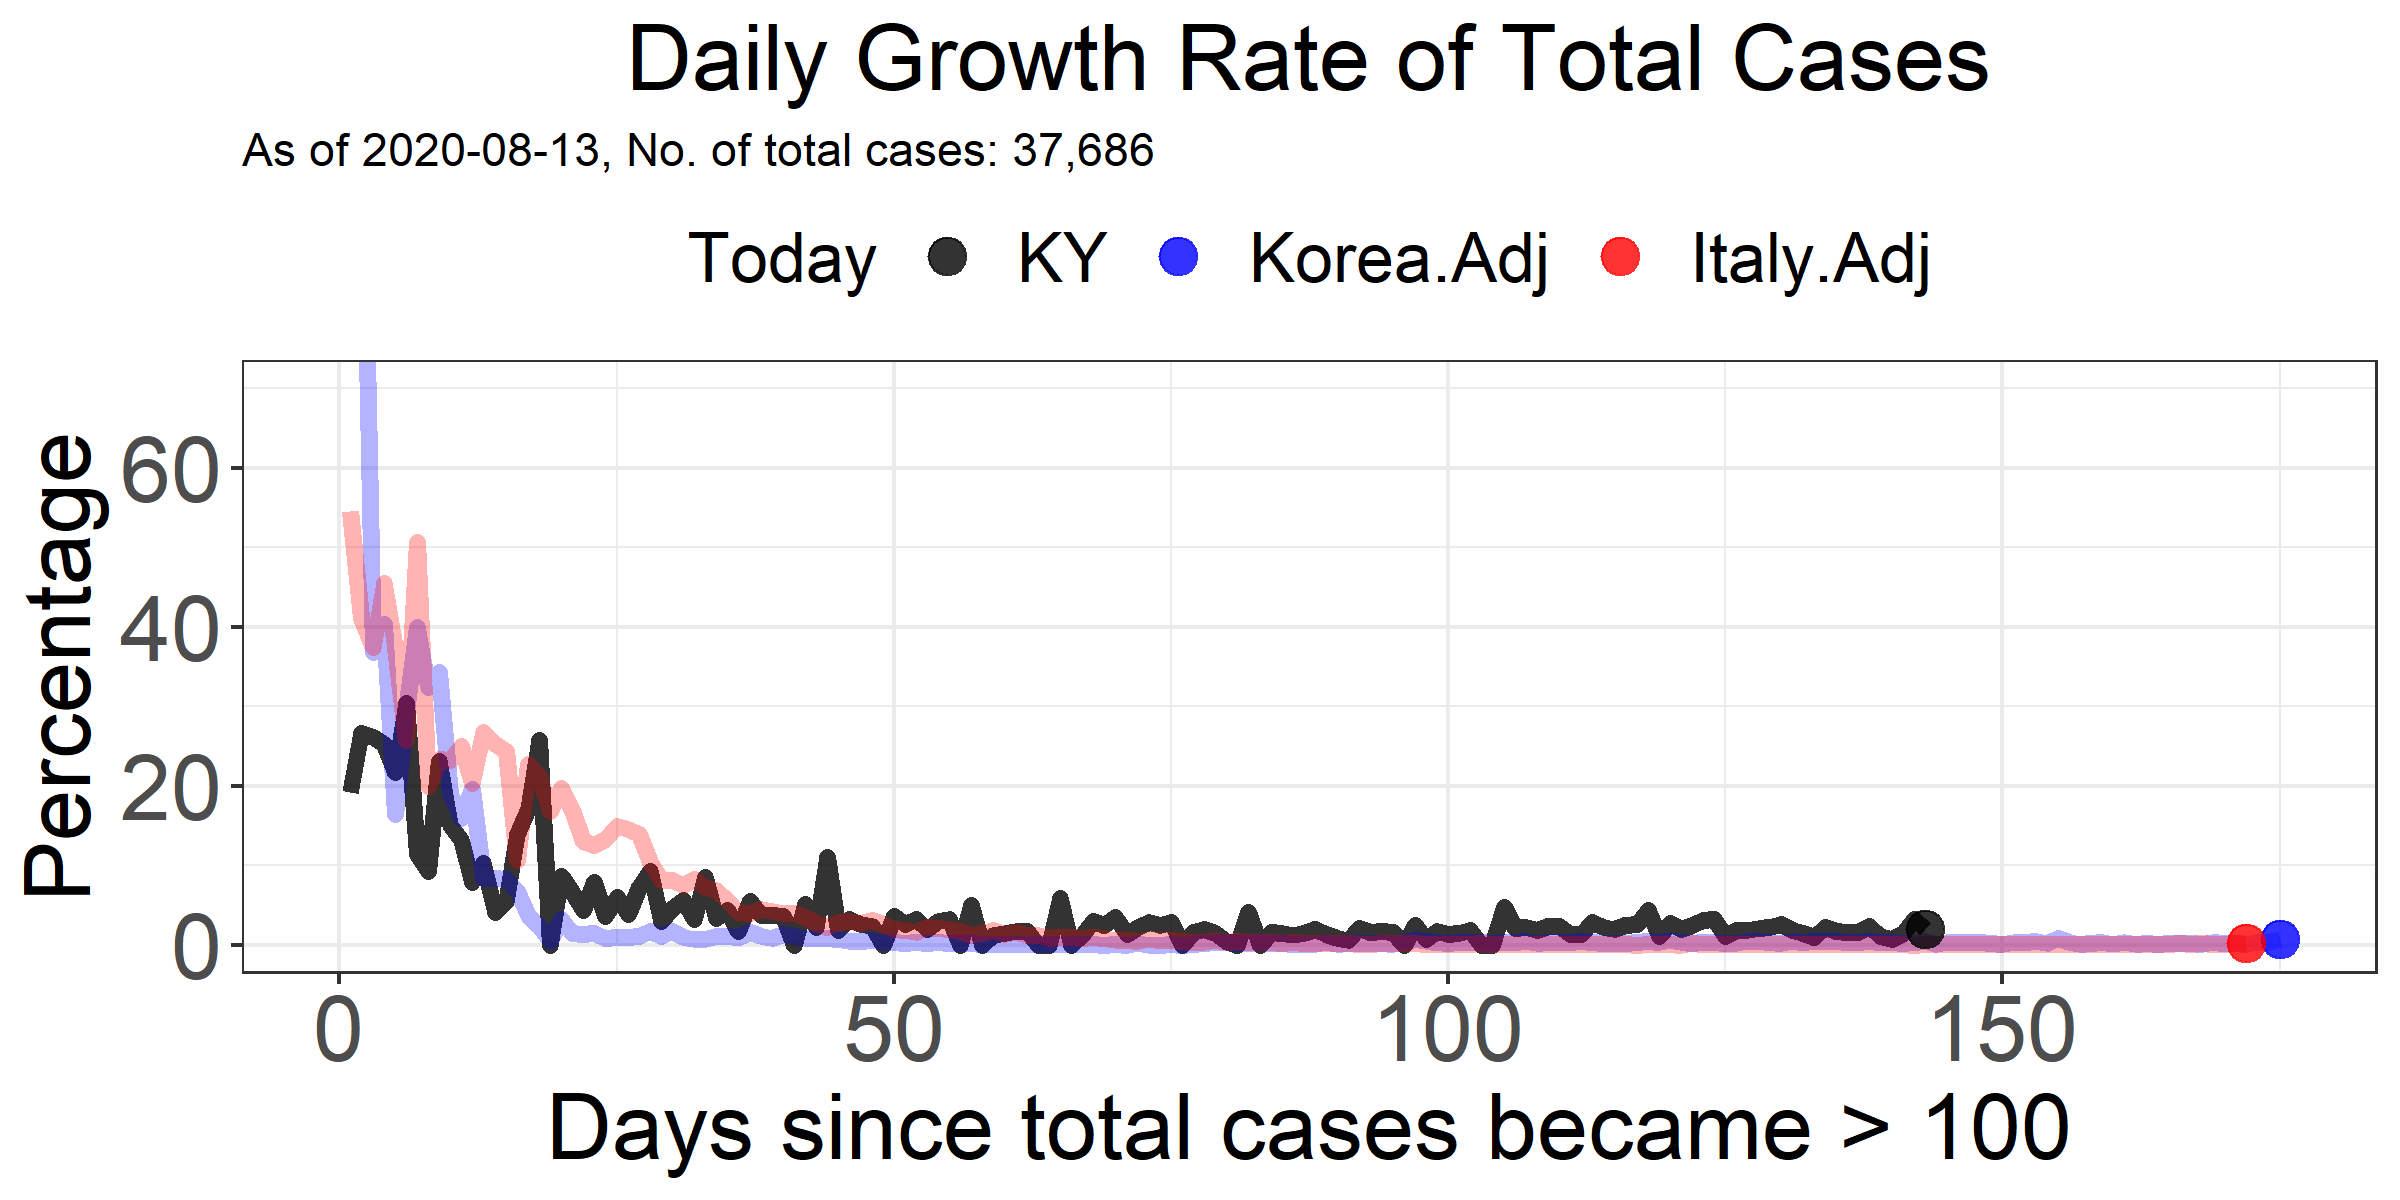 Daily Growth Rate of Total Cases
As of 2020-08-13, No. of total cases: 37,686
Today KY Korea.Adj Italy.Adj
Percentage
60
40
20
0
0 50 100 150
Days since total cases became > 100